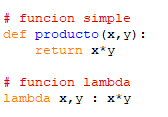 # funcion simple
def producto(x,y):
    return x*y

# funcion lambda
lambda x,y : x*y